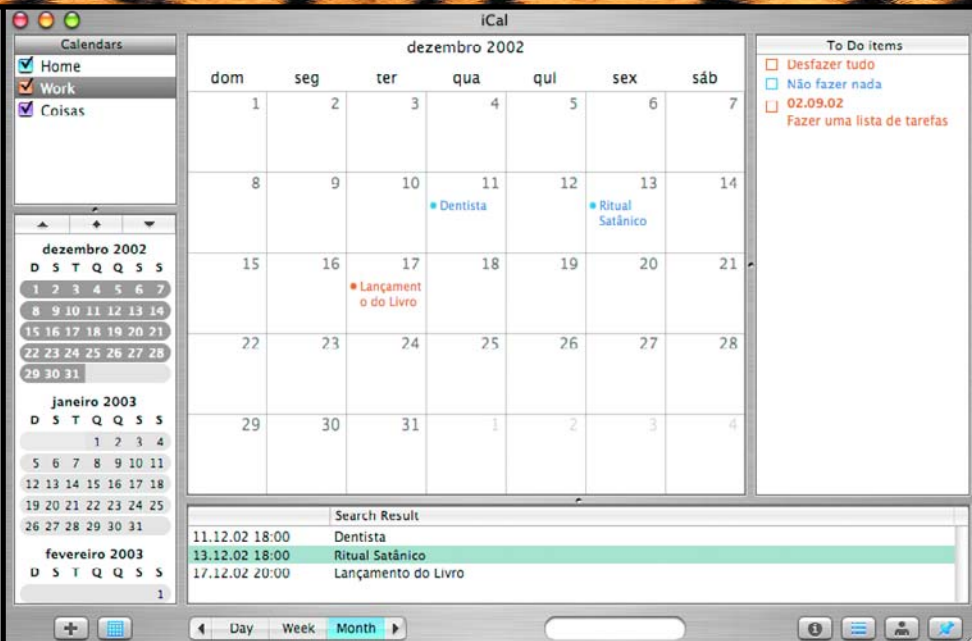 iCal
Calendars
Home
Work
Coisas
dezembro 2002
D S T Q Q S S
1 2 3 4 5 6 7
8 9 10 11 12 13 14
15 16 17 18 19 20 21
22 23 24 25 26 27 28
29 30 31
janeiro 2003
D S T Q Q S S
1 2 3 4
5 6 7 8 9 10 11
12 13 14 15 16 17 18
19 20 21 22 23 24 25
26 27 28 29 30 31
fevereiro 2003
D S T Q Q S S
1
dezembro 2002
dom seg ter qua qui sex sáb
1 2 3 4 5 6 7
8 9 10 11 12 13 14
Dentista
Ritual
Satânico
15 16 17 18 19 20 21
Lançament
o do Livro
22 23 24 25 26 27 28
29 30 31 1 2 3 4
To Do items
Desfazer tudo
Não fazer nada
02.09.02
Fazer uma lista de tarefas
Search Result
11.12.02 18:00 Dentista
13.12.02 18:00 Ritual Satânico
17.12.02 20:00 Lançamento do Livro
Day Week Month